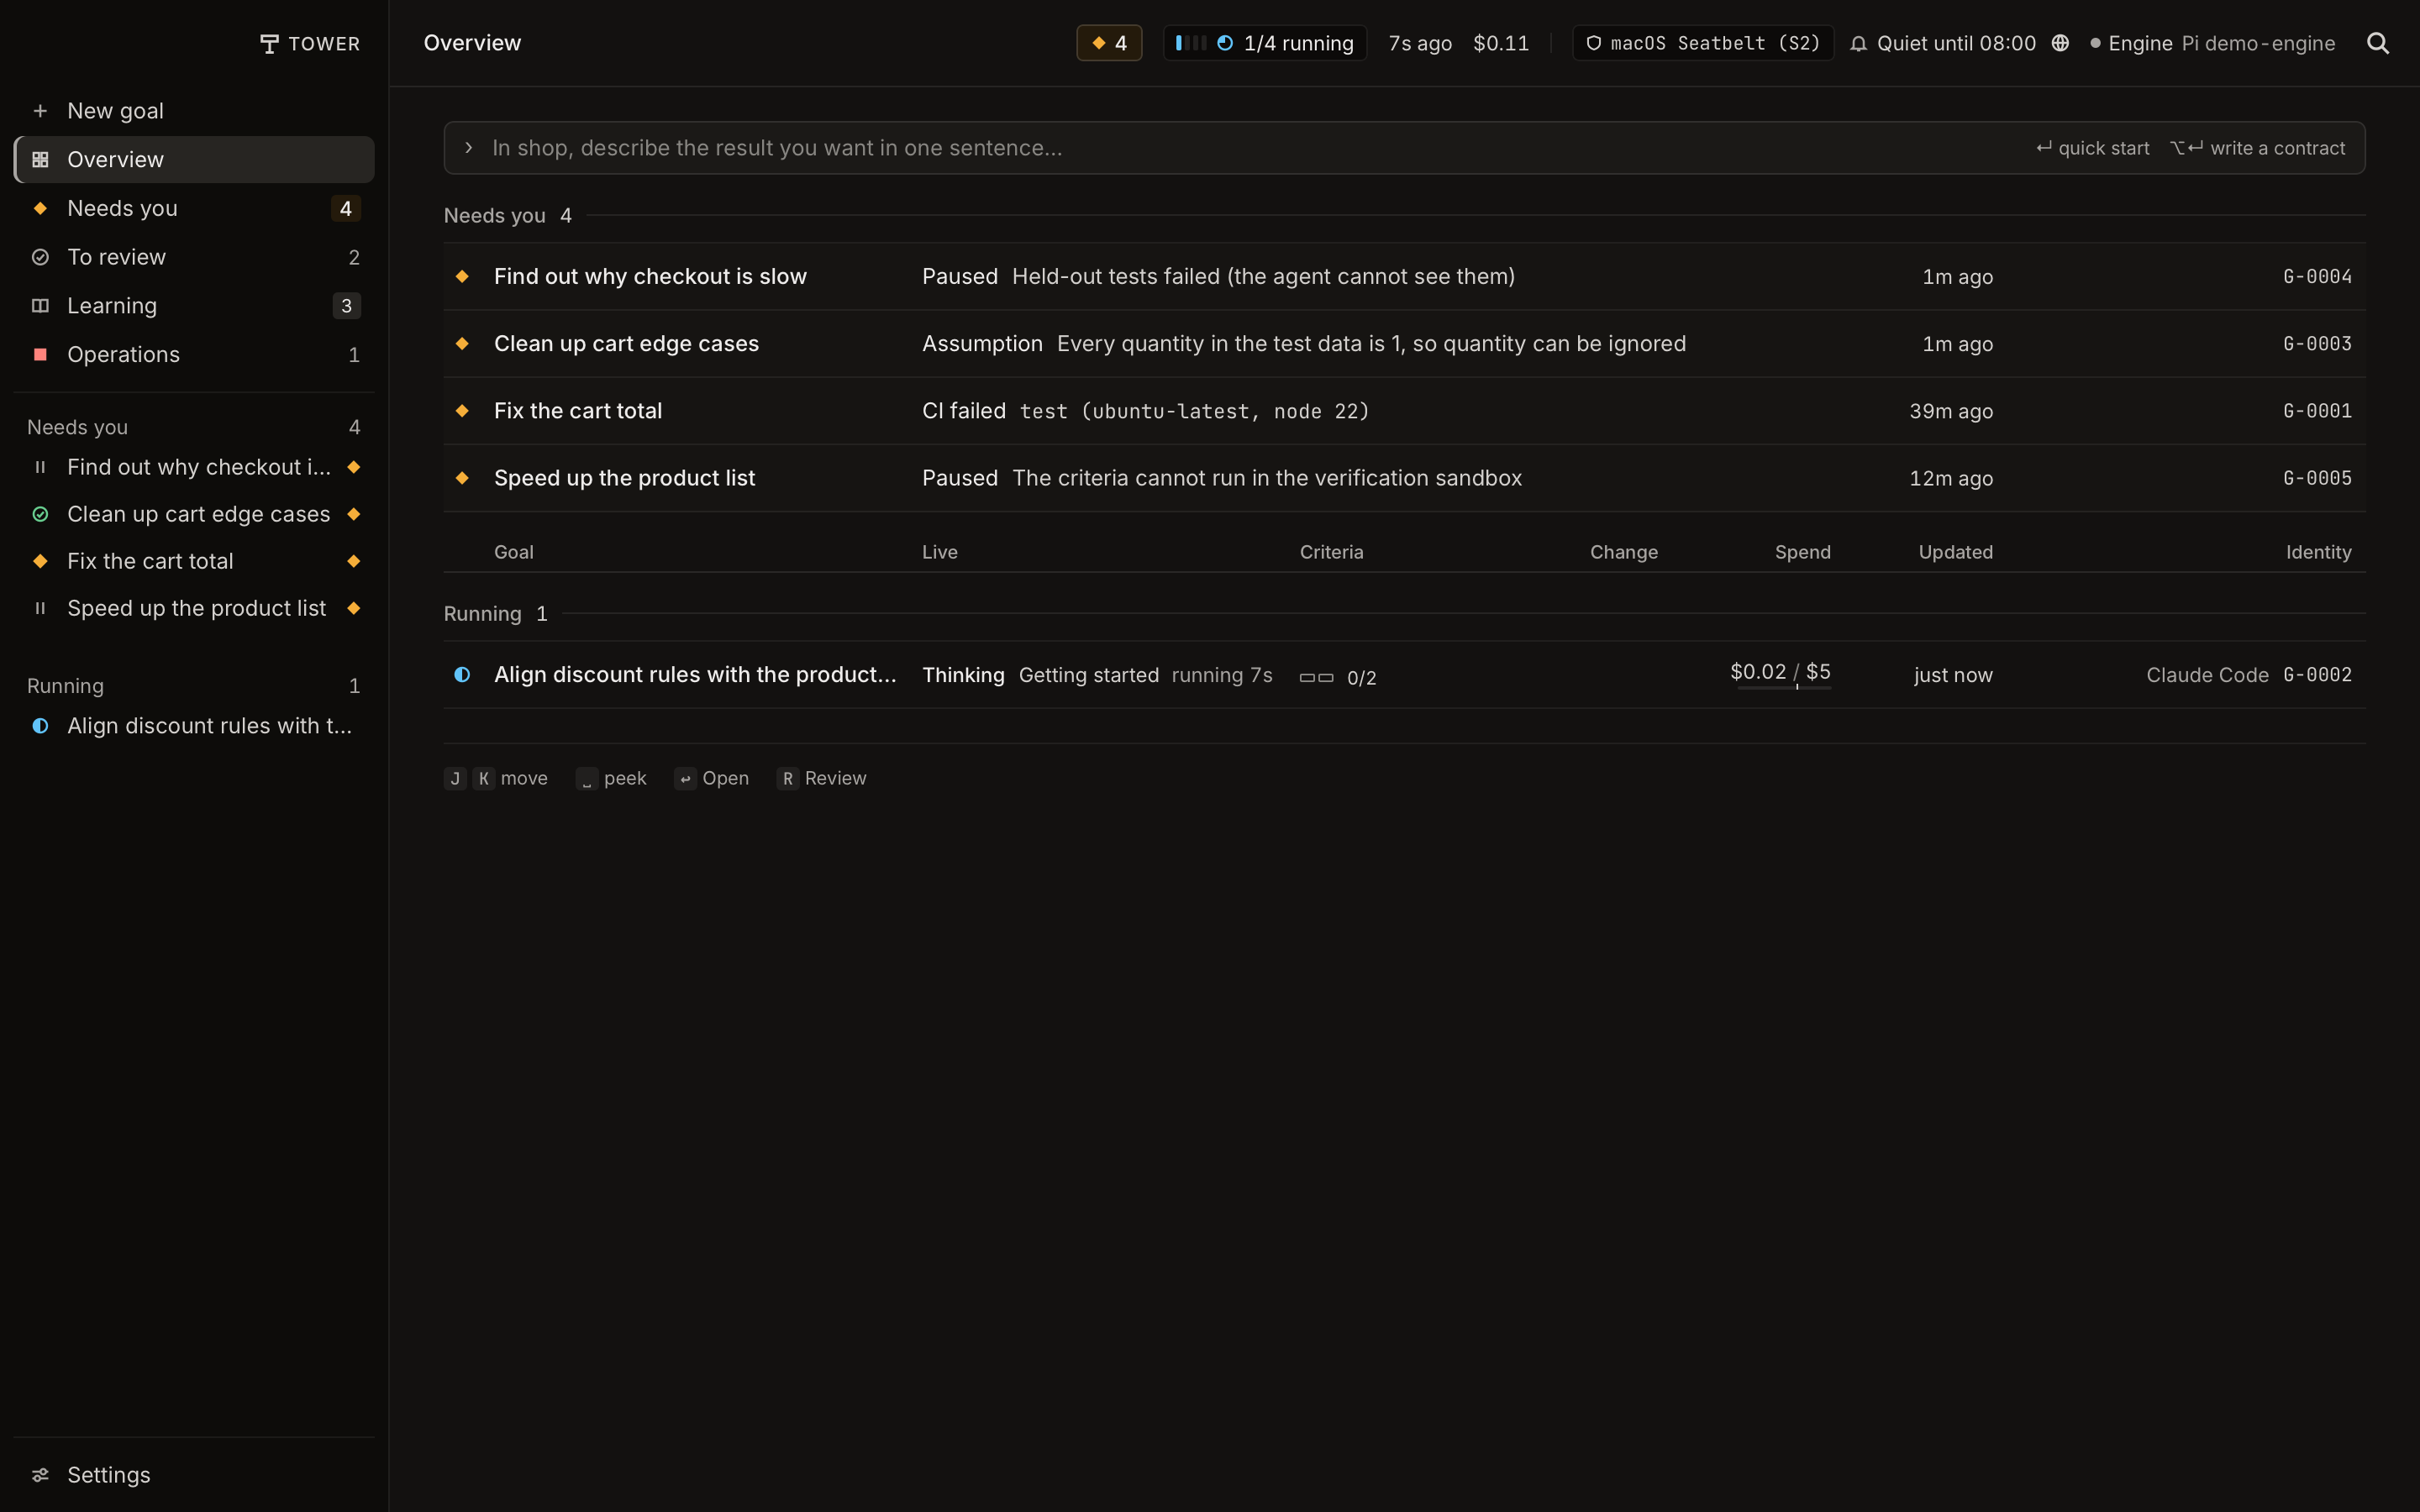 TOWER
New goal
Overview
Needs you 4
To review 2
Learning 3
Operations 1
Needs you 4
Find out why checkout i...
Clean up cart edge cases
Fix the cart total
Speed up the product list
Running 1
Align discount rules with t...
Settings
Overview 4 1/4 running 7s ago $0.11 macOS Seatbelt (S2) Quiet until 08:00 Engine Pi demo-engine
› In shop, describe the result you want in one sentence... ↵ quick start ⌥↵ write a contract
Needs you 4
Find out why checkout is slow Paused Held-out tests failed (the agent cannot see them) 1m ago G-0004
Clean up cart edge cases Assumption Every quantity in the test data is 1, so quantity can be ignored 1m ago G-0003
Fix the cart total CI failed test (ubuntu-latest, node 22) 39m ago G-0001
Speed up the product list Paused The criteria cannot run in the verification sandbox 12m ago G-0005
Goal Live Criteria Change Spend Updated Identity
Running 1
Align discount rules with the product... Thinking Getting started running 7s 0/2 $0.02 / $5 just now Claude Code G-0002
J K move ␣ peek ↩ Open R Review